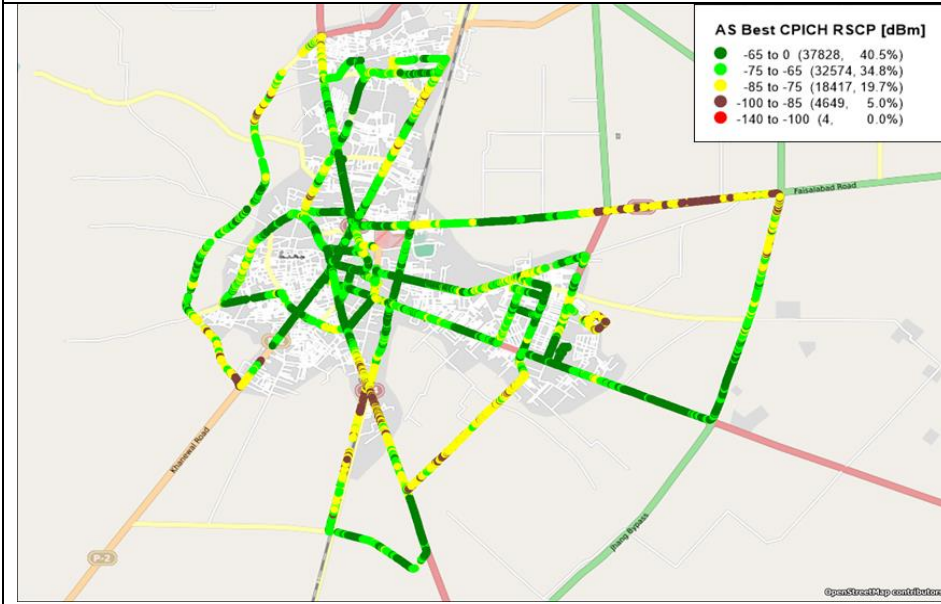 AS Best CPICH RSCP [dBm]
-65 to 0 (37828, 40.5%)
-75 to -65 (32574, 34.8%)
-85 to -75 (18417, 19.7%)
-100 to -85 (4649, 5.0%)
-140 to -100 (4, 0.0%)
Faisalabad Road
Khanewal Road
Jhang Bypass
OpenStreetMap contributors